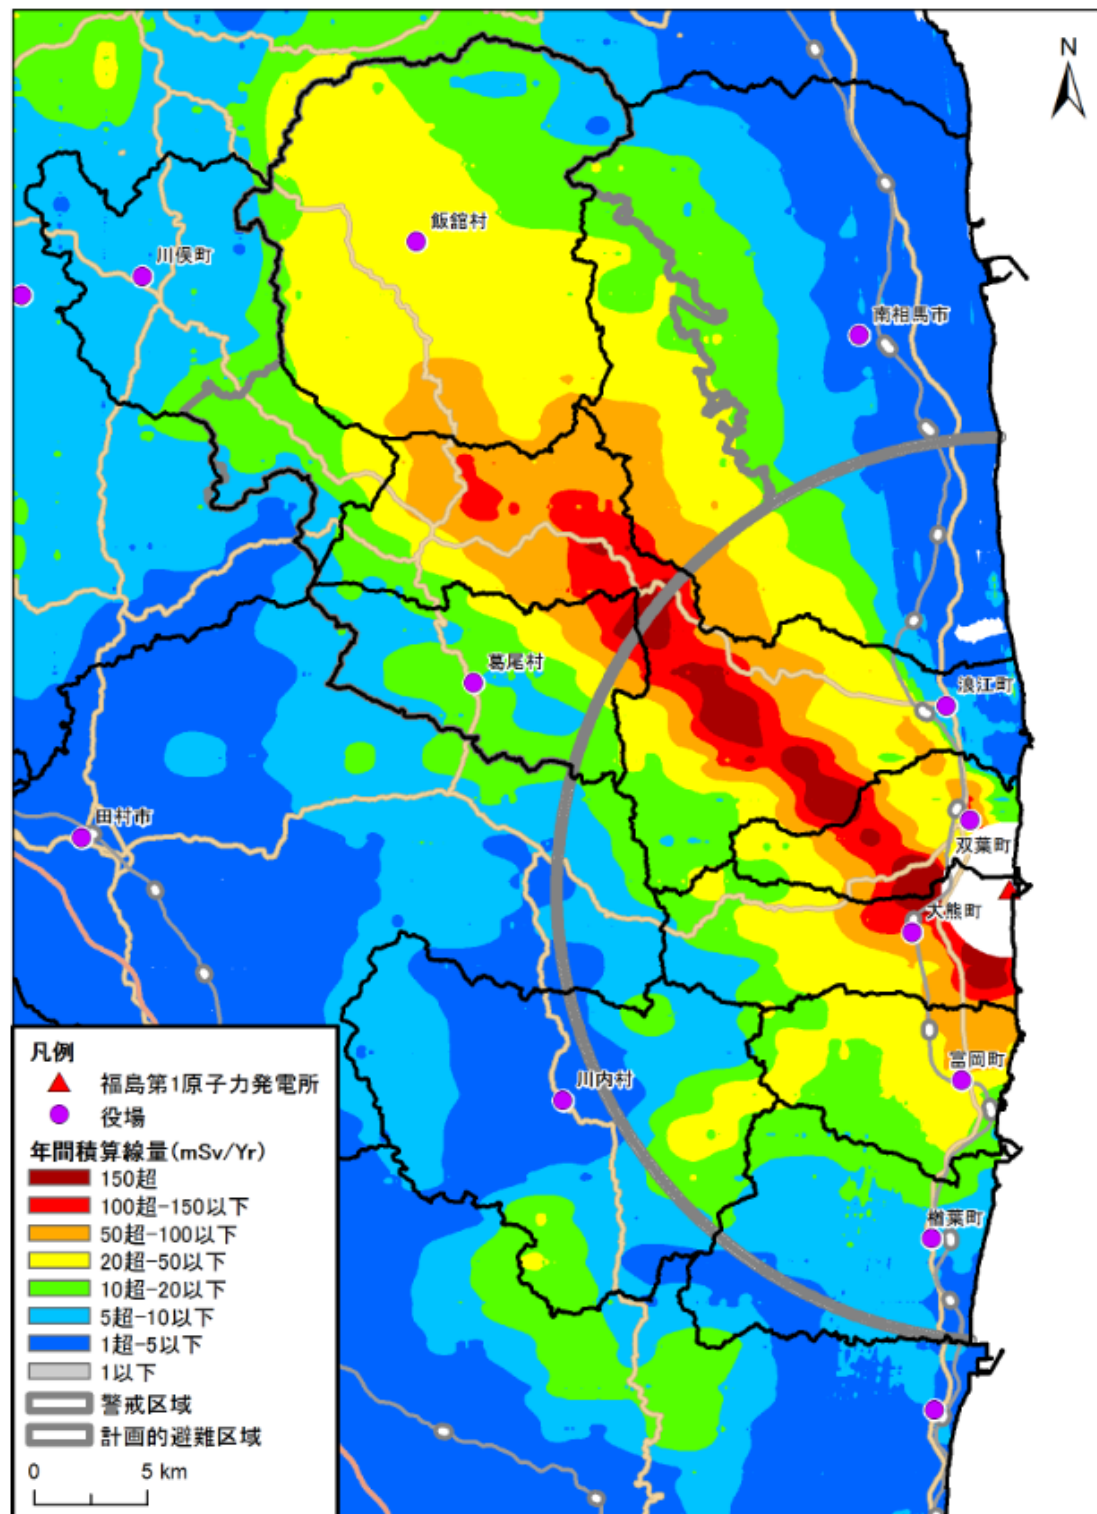 N
飯舘村
川俣町
南相馬市
葛尾村
浪江町
田村市
双葉町
大熊町
富岡町
川内村
楢葉町
凡例
福島第1原子力発電所
役場
年間積算線量(mSv/Yr)
150超
100超-150以下
50超-100以下
20超-50以下
10超-20以下
5超-10以下
1超-5以下
1以下
警戒区域
計画的避難区域
0 5 km